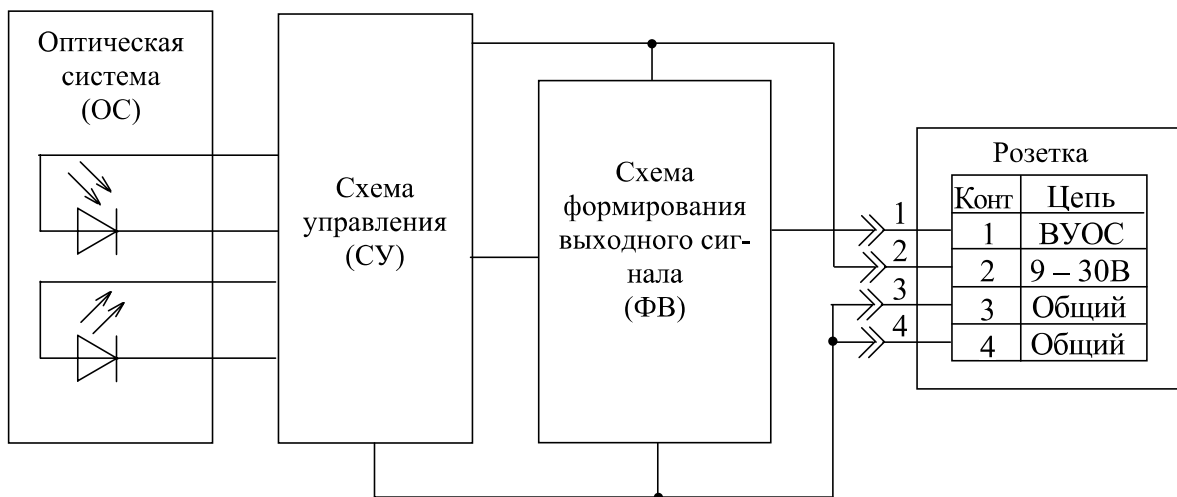 Оптическая
система
(ОС)
Схема
управления
(СУ)
Схема
формирования
выходного сиг-
нала
(ФВ)
1
2
3
4
Розетка
Конт Цепь
1 ВУОС
2 9 – 30В
3 Общий
4 Общий